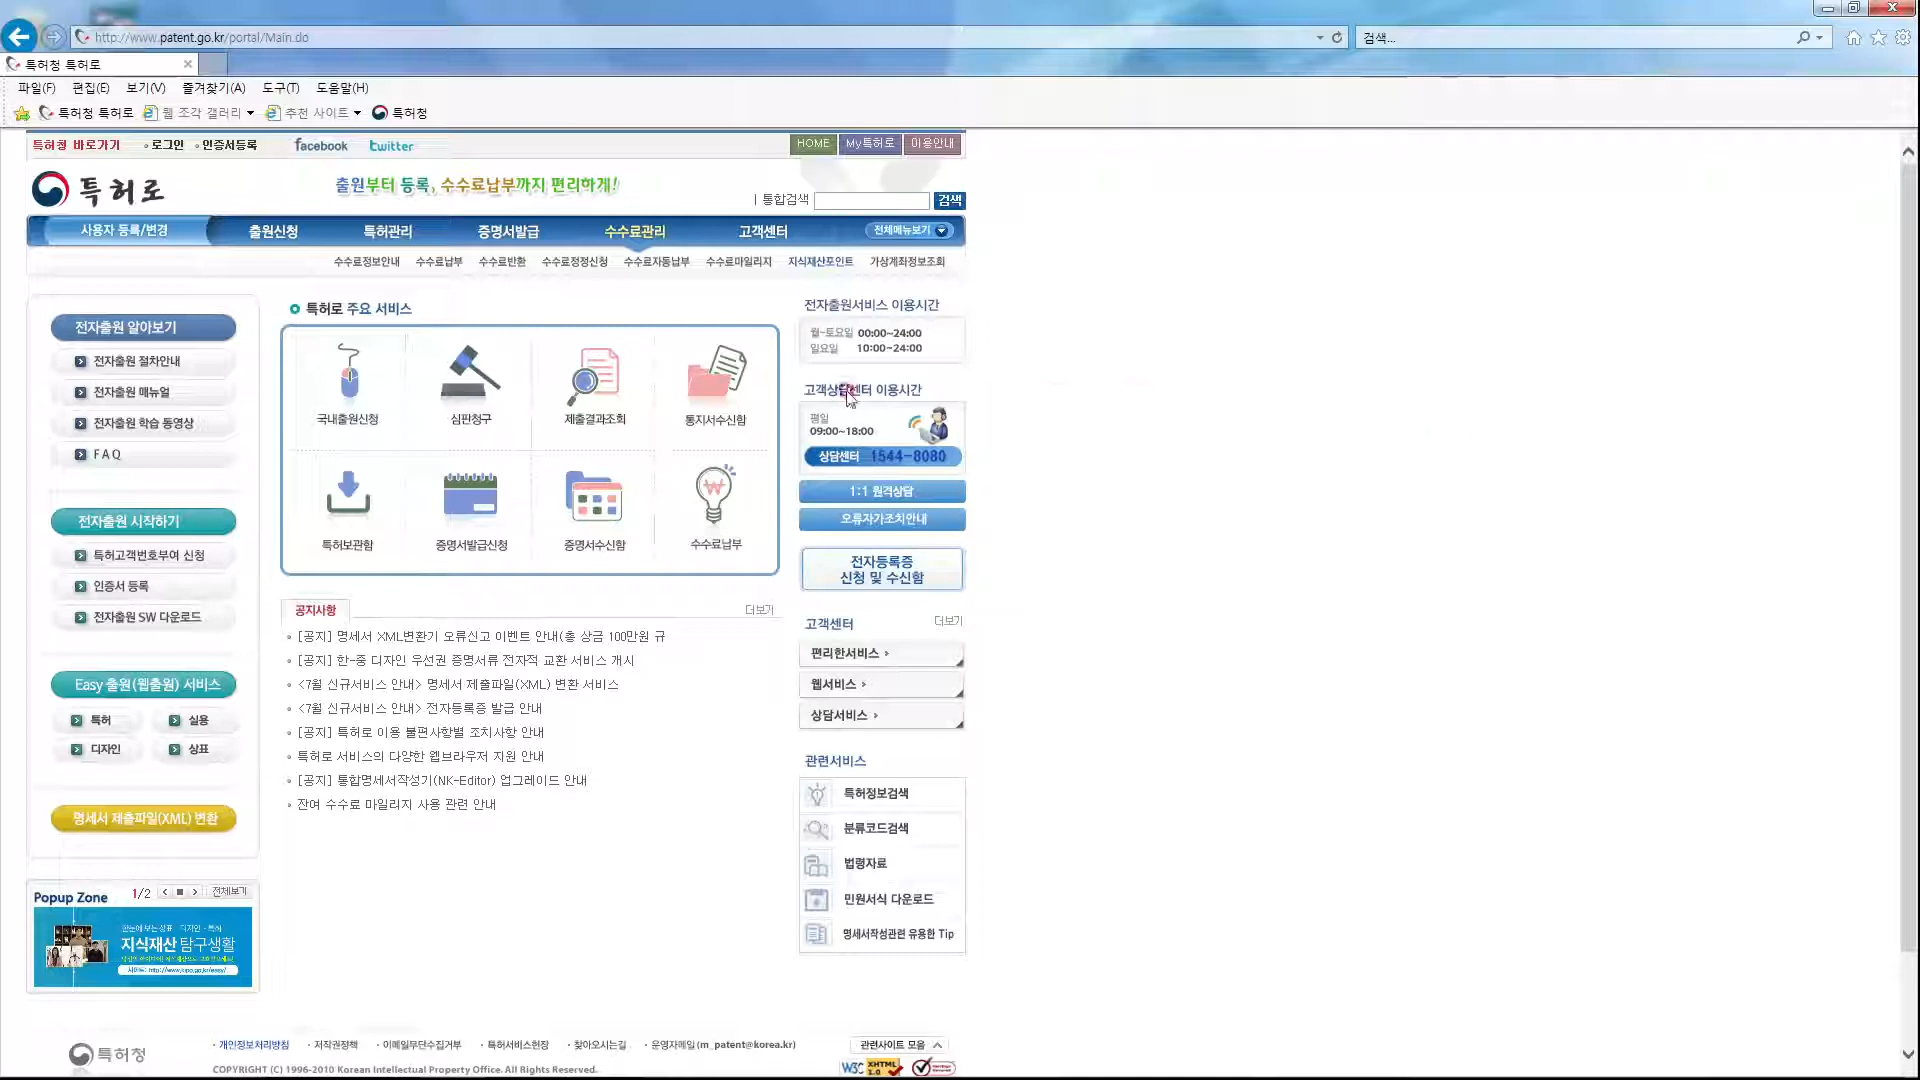 http://www.patent.go.kr/portal/Main.do
검색...
특허청 특허로
파일(F) 편집(E) 보기(V) 즐겨찾기(A) 도구(T) 도움말(H)
특허청 특허로 웹 조각 갤러리 추천 사이트 특허청
특허청 바로가기 로그인 인증서등록 facebook twitter HOME My특허로 이용안내
특허로 출원부터 등록, 수수료납부까지 편리하게!
통합검색 검색
사용자 등록/변경 출원신청 특허관리 증명서발급 수수료관리 고객센터 전체메뉴보기
수수료정보안내 수수료납부 수수료반환 수수료정정신청 수수료자동납부 수수료마일리지 지식재산포인트 가상계좌정보조회
전자출원 알아보기
전자출원 절차안내
전자출원 매뉴얼
전자출원 학습 동영상
F A Q
전자출원 시작하기
특허고객번호부여 신청
인증서 등록
전자출원 SW 다운로드
Easy 출원(웹출원) 서비스
특허 실용
디자인 상표
명세서 제출파일(XML) 변환
Popup Zone 1/2 전체보기
지식재산 탐구생활
사이트: http://www.kipo.go.kr/easy/
특허로 주요 서비스
국내출원신청 심판청구 제출결과조회 통지서수신함
특허보관함 증명서발급신청 증명서수신함 수수료납부
공지사항 더보기
[공지] 명세서 XML변환기 오류신고 이벤트 안내(총 상금 100만원 규
[공지] 한-중 디자인 우선권 증명서류 전자적 교환 서비스 개시
<7월 신규서비스 안내> 명세서 제출파일(XML) 변환 서비스
<7월 신규서비스 안내> 전자등록증 발급 안내
[공지] 특허로 이용 불편사항별 조치사항 안내
특허로 서비스의 다양한 웹브라우저 지원 안내
[공지] 통합명세서작성기(NK-Editor) 업그레이드 안내
잔여 수수료 마일리지 사용 관련 안내
전자출원서비스 이용시간
월~토요일 00:00~24:00
일요일 10:00~24:00
고객상담센터 이용시간
평일
09:00~18:00
상담센터 1544-8080
1:1 원격상담
오류자가조치안내
전자등록증
신청 및 수신함
고객센터 더보기
편리한서비스
웹서비스
상담서비스
관련서비스
특허정보검색
분류코드검색
법령자료
민원서식 다운로드
명세서작성관련 유용한 Tip
특허청
개인정보처리방침 저작권정책 이메일무단수집거부 특허서비스헌장 찾아오시는길 운영자메일(m_patent@korea.kr) 관련사이트 모음
COPYRIGHT (C) 1996-2010 Korean Intellectual Property Office. All Rights Reserved.
W3C XHTML 1.0